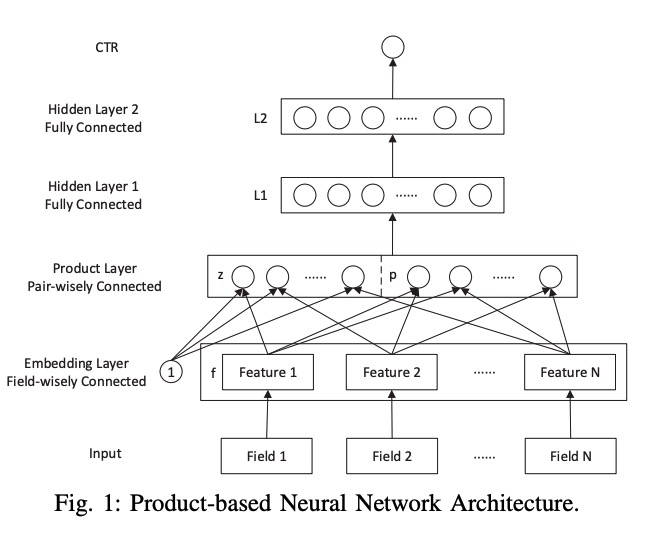 CTR
Hidden Layer 2
Fully Connected
L2
......
Hidden Layer 1
Fully Connected
L1
......
Product Layer
Pair-wisely Connected
z ...... p ......
Embedding Layer
Field-wisely Connected
1 f Feature 1 Feature 2 ...... Feature N
Input Field 1 Field 2 ...... Field N
Fig. 1: Product-based Neural Network Architecture.